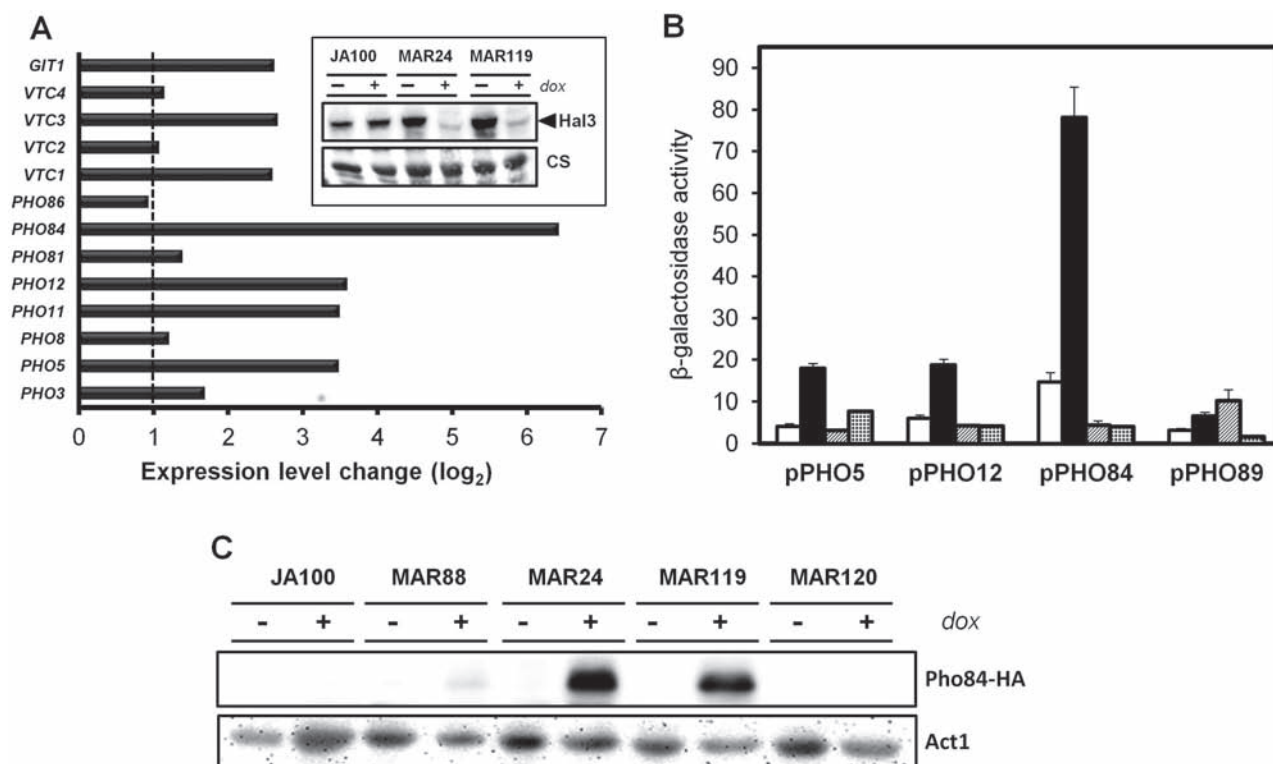 A
GIT1
VTC4
VTC3
VTC2
VTC1
PHO86
PHO84
PHO81
PHO12
PHO11
PHO8
PHO5
PHO3
0 1 2 3 4 5 6 7
Expression level change (log₂)
JA100 MAR24 MAR119
– + – + – + dox
Hal3
CS
B
β-galactosidase activity
90
80
70
60
50
40
30
20
10
0
pPHO5 pPHO12 pPHO84 pPHO89
C
JA100 MAR88 MAR24 MAR119 MAR120
- + - + - + - + - + dox
Pho84-HA
Act1